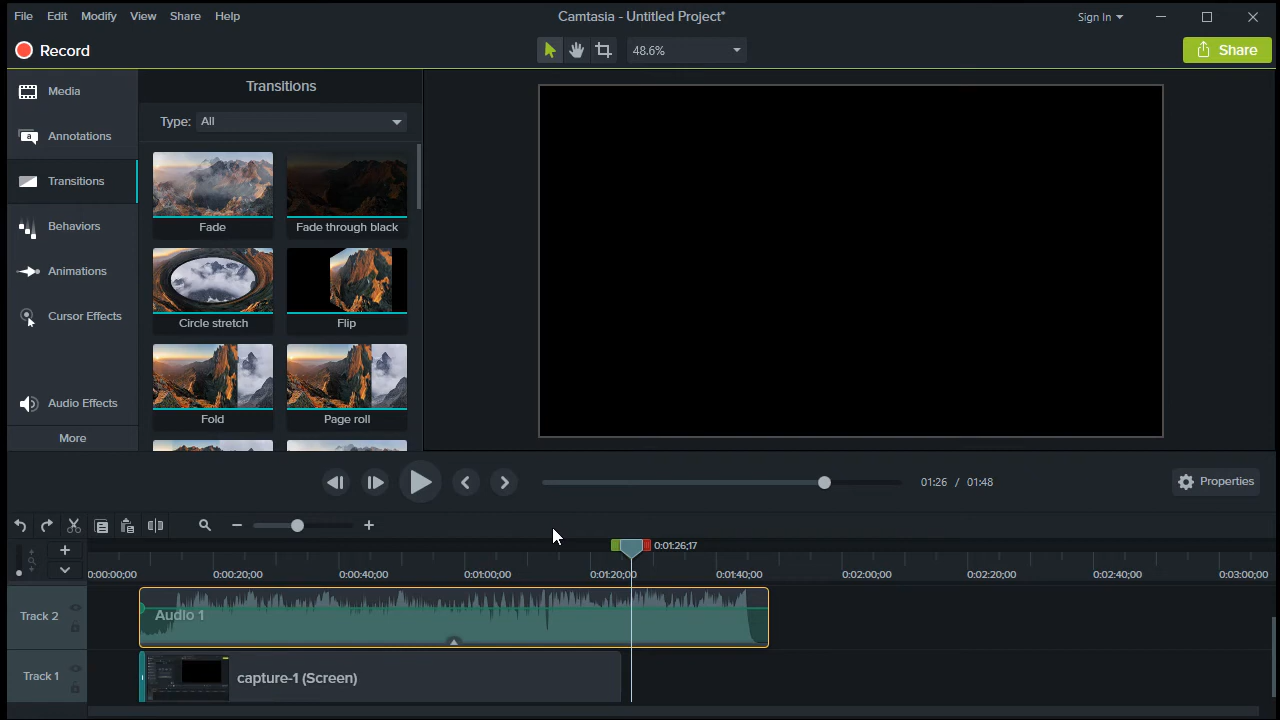 File Edit Modify View Share Help
Camtasia - Untitled Project*
Sign In
Record
48.6%
Share
Media
Annotations
Transitions
Behaviors
Animations
Cursor Effects
Audio Effects
More
Transitions
Type: All
Fade
Fade through black
Circle stretch
Flip
Fold
Page roll
01:26 / 01:48
Properties
0:01:26;17
0:00:00;00 0:00:20;00 0:00:40;00 0:01:00;00 0:01:20;00 0:01:40;00 0:02:00;00 0:02:20;00 0:02:40;00 0:03:00;00
Track 2
Audio 1
Track 1
capture-1 (Screen)